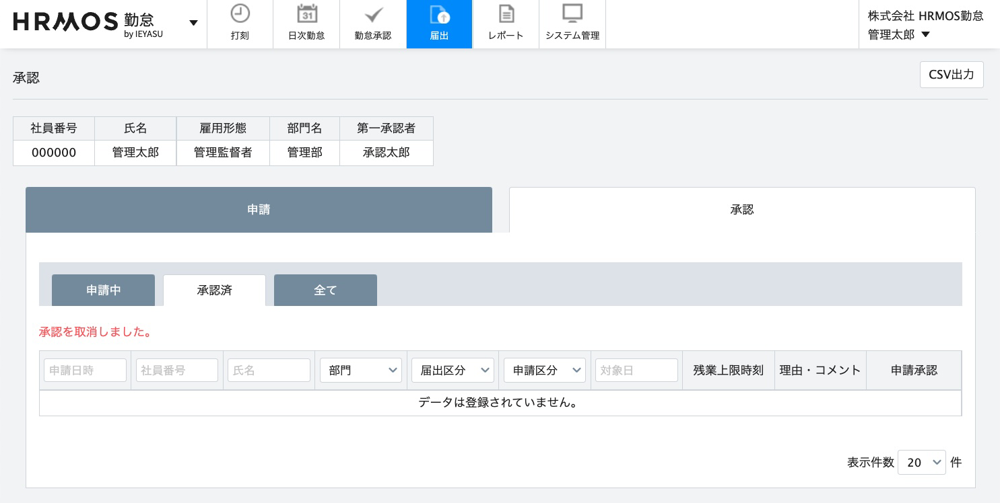 HRMOS 勤怠
by IEYASU
打刻
31
日次勤怠
勤怠承認
届出
レポート
システム管理
株式会社 HRMOS勤怠
管理太郎
承認
CSV出力
社員番号 氏名 雇用形態 部門名 第一承認者
000000 管理太郎 管理監督者 管理部 承認太郎
申請 承認
申請中 承認済 全て
承認を取消しました。
申請日時 社員番号 氏名 部門 届出区分 申請区分 対象日 残業上限時刻 理由・コメント 申請承認
データは登録されていません。
表示件数 20 件